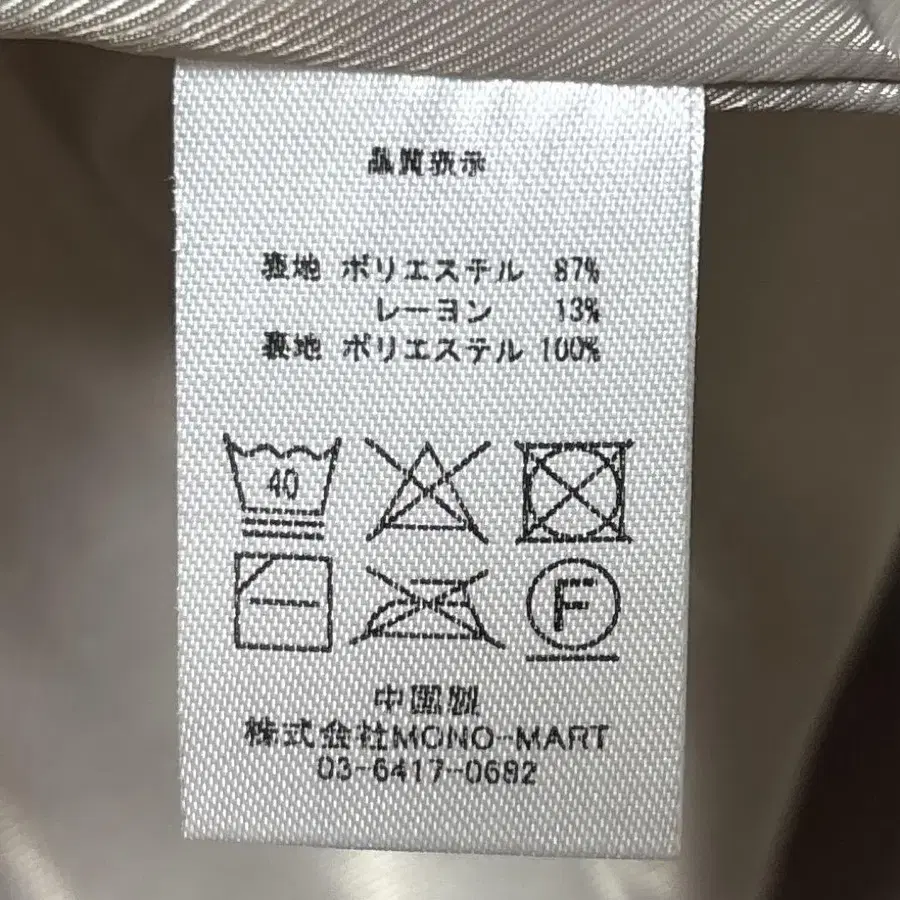 品質表示
表地 ポリエステル 87%
レーヨン 13%
裏地 ポリエステル 100%
40
F
中国製
株式会社MONO-MART
03-6417-0682